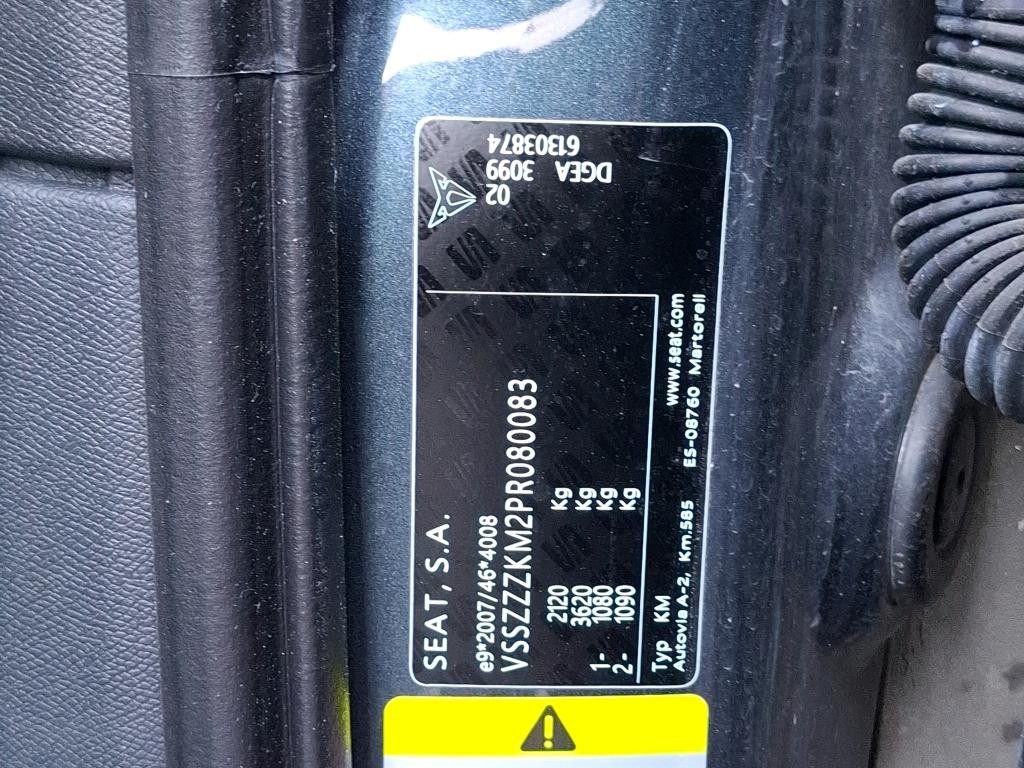 SEAT, S.A.
e9*2007/46*4008
VSSZZZKM2PR080083
2120 Kg
3620 Kg
1- 1080 Kg
2- 1090 Kg
Typ KM www.seat.com
Autovia A-2, Km.585 ES-08760 Martorell
02 3099 61303874
DGEA